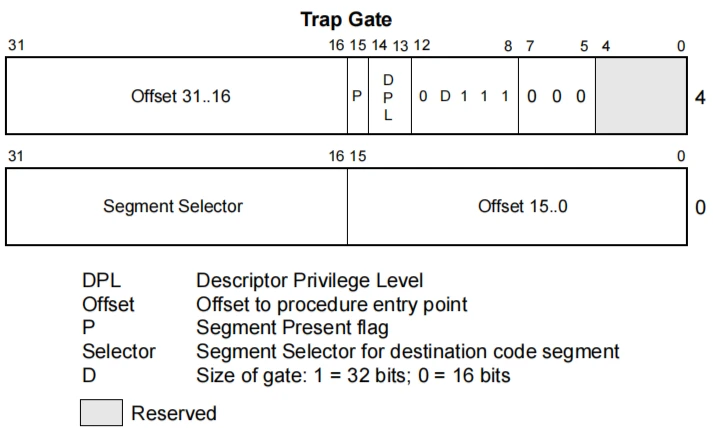 Trap Gate
31 16 15 14 13 12 8 7 5 4 0
Offset 31..16 P DPL 0 D 1 1 1 0 0 0 4
31 16 15 0
Segment Selector Offset 15..0 0
DPL Descriptor Privilege Level
Offset Offset to procedure entry point
P Segment Present flag
Selector Segment Selector for destination code segment
D Size of gate: 1 = 32 bits; 0 = 16 bits
Reserved